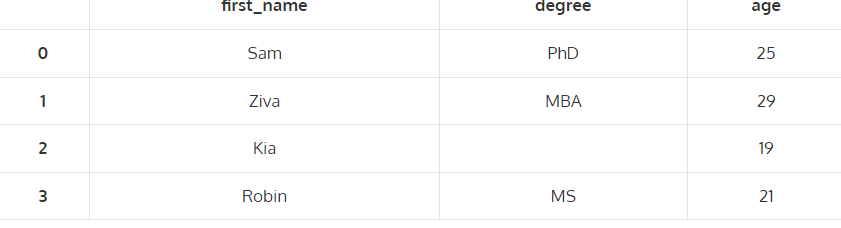 first_name degree age
0 Sam PhD 25
1 Ziva MBA 29
2 Kia 19
3 Robin MS 21